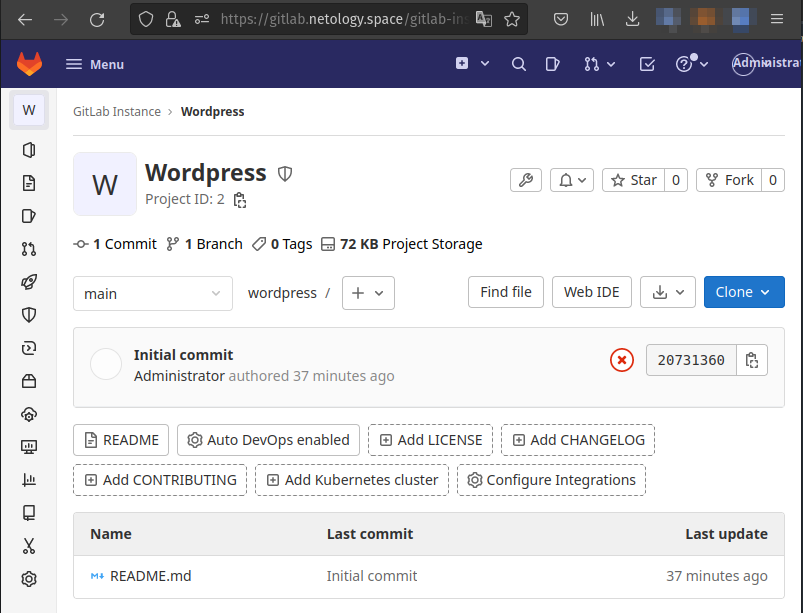 https://gitlab.netology.space/gitlab-ins
Menu
Administra
W
GitLab Instance › Wordpress
W
Wordpress
Project ID: 2
Star 0
Fork 0
1 Commit 1 Branch 0 Tags 72 KB Project Storage
main
wordpress /
Find file
Web IDE
Clone
Initial commit
Administrator authored 37 minutes ago
20731360
README
Auto DevOps enabled
Add LICENSE
Add CHANGELOG
Add CONTRIBUTING
Add Kubernetes cluster
Configure Integrations
Name Last commit Last update
README.md Initial commit 37 minutes ago